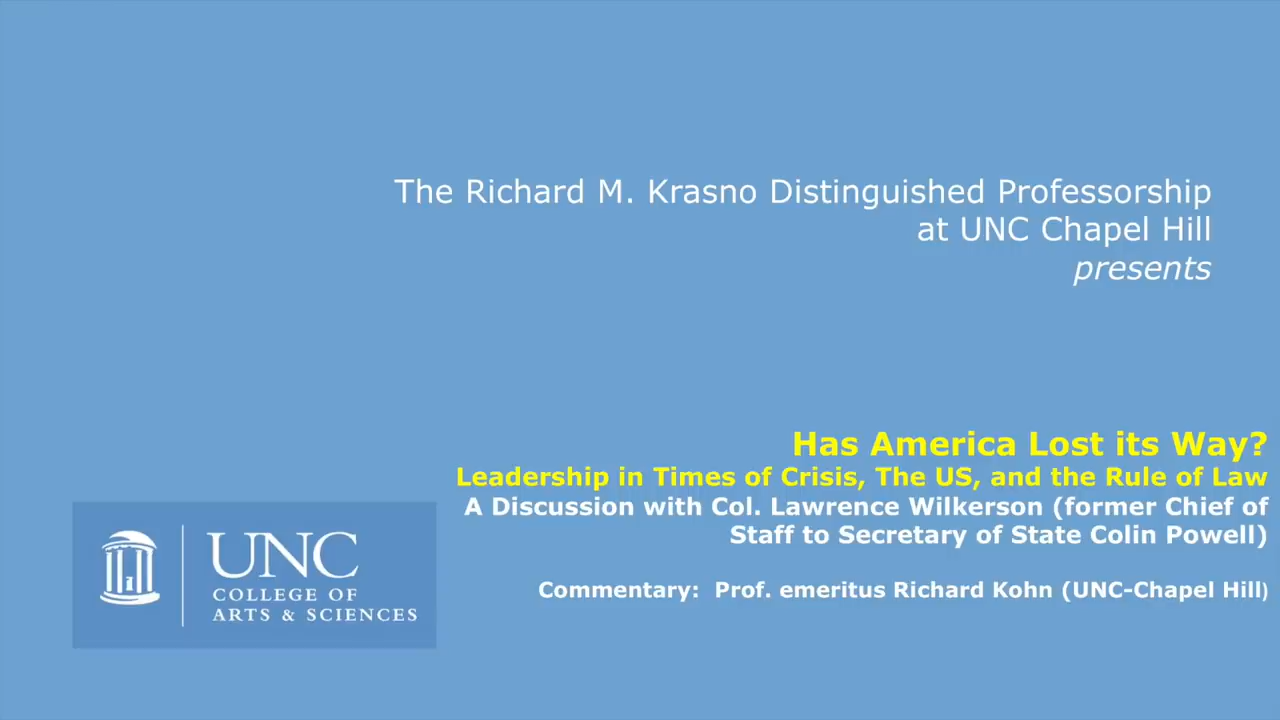 The Richard M. Krasno Distinguished Professorship
at UNC Chapel Hill
presents
Has America Lost its Way?
Leadership in Times of Crisis, The US, and the Rule of Law
A Discussion with Col. Lawrence Wilkerson (former Chief of
Staff to Secretary of State Colin Powell)
Commentary:  Prof. emeritus Richard Kohn (UNC-Chapel Hill)
UNC
COLLEGE OF
ARTS & SCIENCES